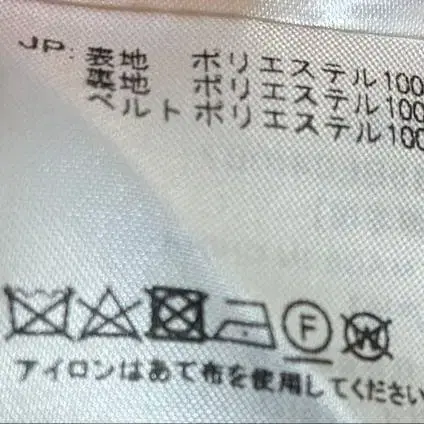 JP: 表地 ポリエステル100
裏地 ポリエステル100
ベルト ポリエステル100
F W
アイロンはあて布を使用してください